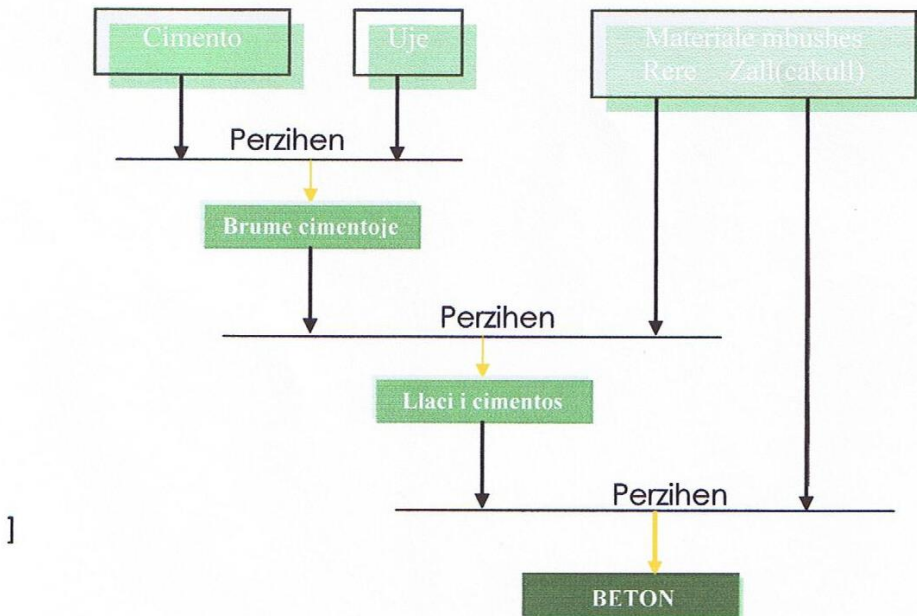 Cimento
Uje
Materiale mbushes
Rere Zall(cakull)
Perzihen
Brume cimentoje
Perzihen
Llaci i cimentos
Perzihen
]
BETON